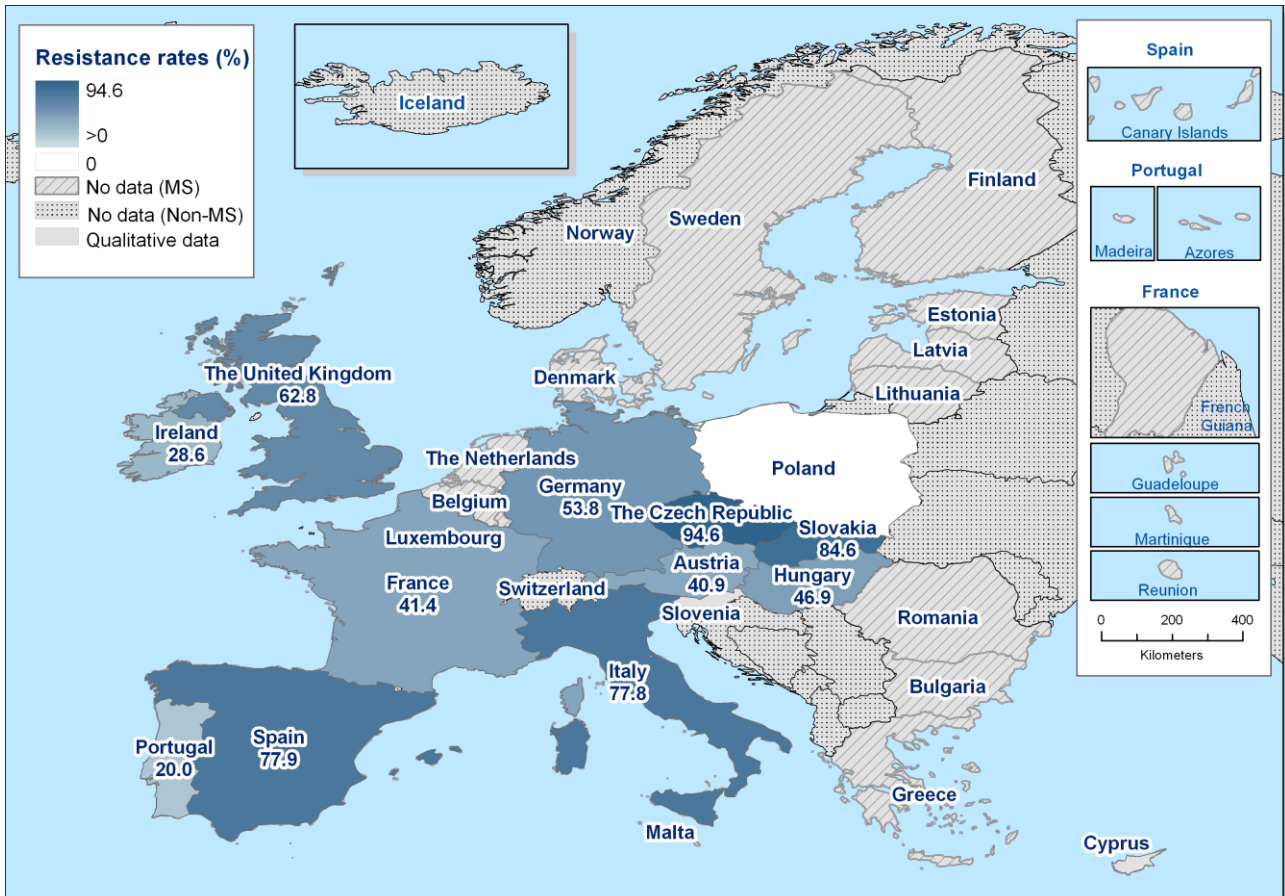 Resistance rates (%)
94.6
>0
0
No data (MS)
No data (Non-MS)
Qualitative data
Iceland
Finland
Sweden
Norway
Estonia
Latvia
Lithuania
Denmark
The United Kingdom
62.8
Ireland
28.6
The Netherlands
Belgium
Germany
53.8
Poland
The Czech Republic
94.6
Slovakia
84.6
Luxembourg
France
41.4
Austria
40.9
Hungary
46.9
Switzerland
Slovenia
Romania
Bulgaria
Italy
77.8
Portugal
20.0
Spain
77.9
Greece
Malta
Cyprus
Spain
Canary Islands
Portugal
Madeira
Azores
France
French
Guiana
Guadeloupe
Martinique
Reunion
0 200 400
Kilometers